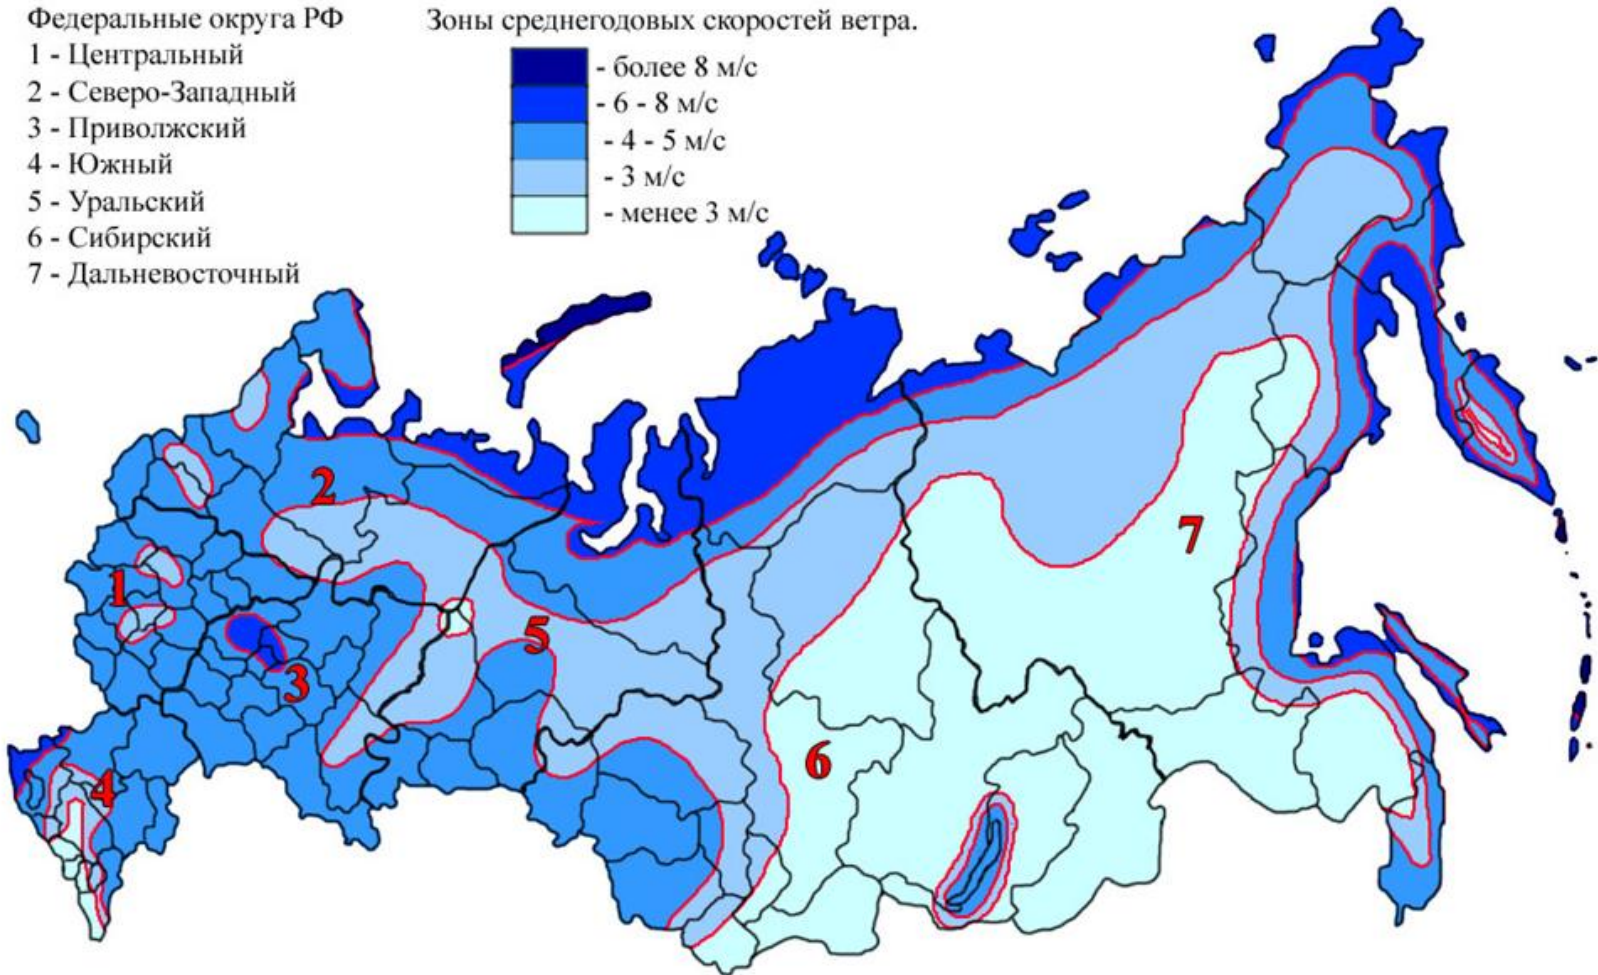 Федеральные округа РФ
1 - Центральный
2 - Северо-Западный
3 - Приволжский
4 - Южный
5 - Уральский
6 - Сибирский
7 - Дальневосточный
Зоны среднегодовых скоростей ветра.
- более 8 м/с
- 6 - 8 м/с
- 4 - 5 м/с
- 3 м/с
- менее 3 м/с
2
1
3
4
5
6
7